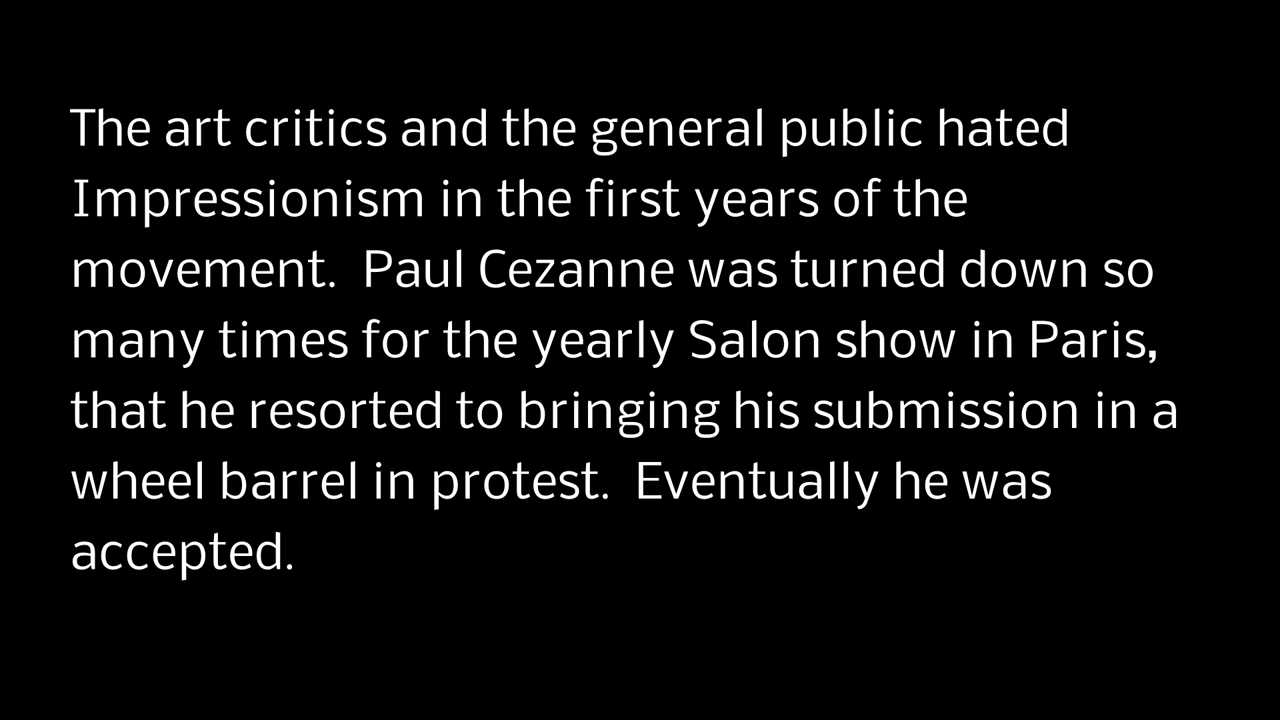 The art critics and the general public hated
Impressionism in the first years of the
movement.  Paul Cezanne was turned down so
many times for the yearly Salon show in Paris,
that he resorted to bringing his submission in a
wheel barrel in protest.  Eventually he was
accepted.